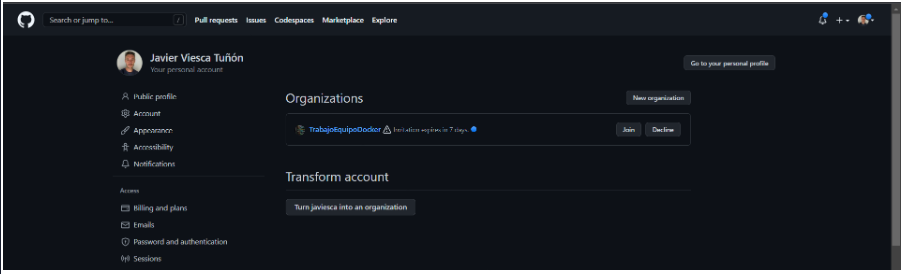 Search or jump to... /
Pull requests Issues Codespaces Marketplace Explore
Javier Viesca Tuñón
Your personal account
Go to your personal profile
Public profile
Account
Appearance
Accessibility
Notifications
Access
Billing and plans
Emails
Password and authentication
Sessions
Organizations
New organization
TrabajoEquipoDocker Invitation expires in 7 days.
Join Decline
Transform account
Turn javiesca into an organization